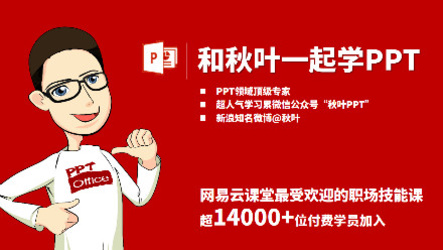 P
和秋叶一起学PPT
PPT领域顶级专家
超人气学习累微信公众号“秋叶PPT”
新浪知名微博@秋叶
PPT
Office
网易云课堂最受欢迎的职场技能课
超14000+位付费学员加入